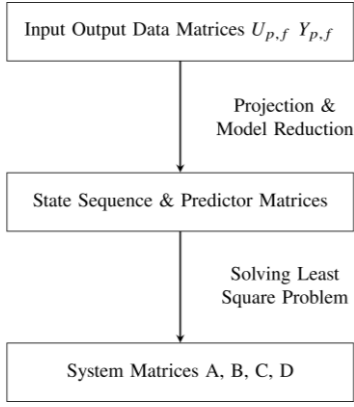 Input Output Data Matrices $U_{p,f}$ $Y_{p,f}$
Projection &
Model Reduction
State Sequence & Predictor Matrices
Solving Least
Square Problem
System Matrices A, B, C, D